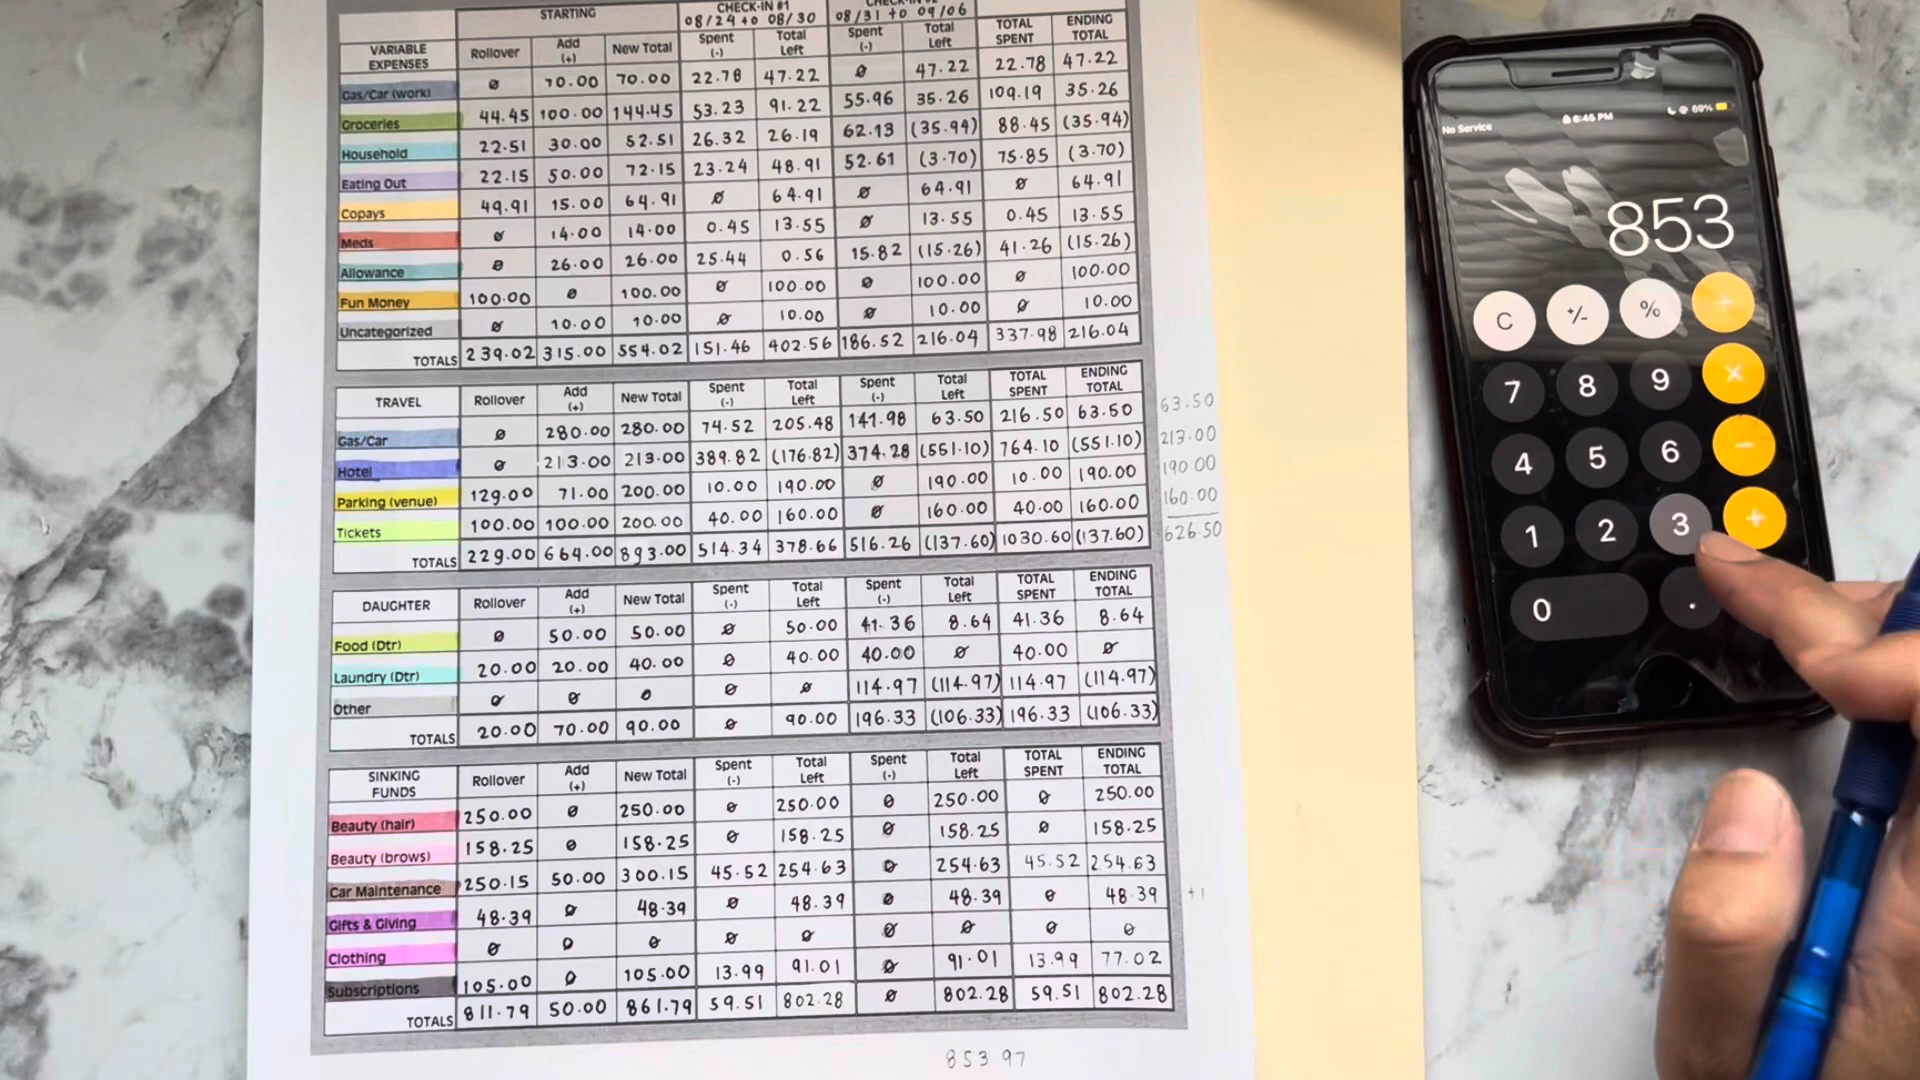 STARTING CHECK-IN #1
08/24 to 08/30 08/31 to 09/06
VARIABLE EXPENSES Rollover Add (+) New Total Spent (-) Total Left Spent (-) Total Left TOTAL SPENT ENDING TOTAL
Gas/Car (work) ∅ 70.00 70.00 22.78 47.22 ∅ 47.22 22.78 47.22
Groceries 44.45 100.00 144.45 53.23 91.22 55.96 35.26 109.19 35.26
Household 22.51 30.00 52.51 26.32 26.19 62.13 (35.94) 88.45 (35.94)
Eating Out 22.15 50.00 72.15 23.24 48.91 52.61 (3.70) 75.85 (3.70)
Copays 49.91 15.00 64.91 ∅ 64.91 ∅ 64.91 ∅ 64.91
Meds ∅ 14.00 14.00 0.45 13.55 ∅ 13.55 0.45 13.55
Allowance ∅ 26.00 26.00 25.44 0.56 15.82 (15.26) 41.26 (15.26)
Fun Money 100.00 ∅ 100.00 ∅ 100.00 ∅ 100.00 ∅ 100.00
Uncategorized ∅ 10.00 10.00 ∅ 10.00 ∅ 10.00 ∅ 10.00
TOTALS 239.02 315.00 554.02 151.46 402.56 186.52 216.04 337.98 216.04
TRAVEL Rollover Add (+) New Total Spent (-) Total Left Spent (-) Total Left TOTAL SPENT ENDING TOTAL
Gas/Car ∅ 280.00 280.00 74.52 205.48 141.98 63.50 216.50 63.50 63.50
Hotel ∅ 213.00 213.00 389.82 (176.82) 374.28 (551.10) 764.10 (551.10) 213.00
Parking (venue) 129.00 71.00 200.00 10.00 190.00 ∅ 190.00 10.00 190.00 190.00
Tickets 100.00 100.00 200.00 40.00 160.00 ∅ 160.00 40.00 160.00 160.00
TOTALS 229.00 664.00 893.00 514.34 378.66 516.26 (137.60) 1030.60 (137.60) 626.50
DAUGHTER Rollover Add (+) New Total Spent (-) Total Left Spent (-) Total Left TOTAL SPENT ENDING TOTAL
Food (Dtr) ∅ 50.00 50.00 ∅ 50.00 41.36 8.64 41.36 8.64
Laundry (Dtr) 20.00 20.00 40.00 ∅ 40.00 40.00 ∅ 40.00 ∅
Other ∅ ∅ ∅ ∅ ∅ 114.97 (114.97) 114.97 (114.97)
TOTALS 20.00 70.00 90.00 ∅ 90.00 196.33 (106.33) 196.33 (106.33)
SINKING FUNDS Rollover Add (+) New Total Spent (-) Total Left Spent (-) Total Left TOTAL SPENT ENDING TOTAL
Beauty (hair) 250.00 ∅ 250.00 ∅ 250.00 ∅ 250.00 ∅ 250.00
Beauty (brows) 158.25 ∅ 158.25 ∅ 158.25 ∅ 158.25 ∅ 158.25
Car Maintenance 250.15 50.00 300.15 45.52 254.63 ∅ 254.63 45.52 254.63
Gifts & Giving 48.39 ∅ 48.39 ∅ 48.39 ∅ 48.39 ∅ 48.39 +1
Clothing ∅ ∅ ∅ ∅ ∅ ∅ ∅ ∅ ∅
Subscriptions 105.00 ∅ 105.00 13.99 91.01 ∅ 91.01 13.99 77.02
TOTALS 811.79 50.00 861.79 59.51 802.28 ∅ 802.28 59.51 802.28
853 97
No Service 6:45 PM 69%
853
C +/- % ÷
7 8 9 ×
4 5 6 −
1 2 3 +
0 .